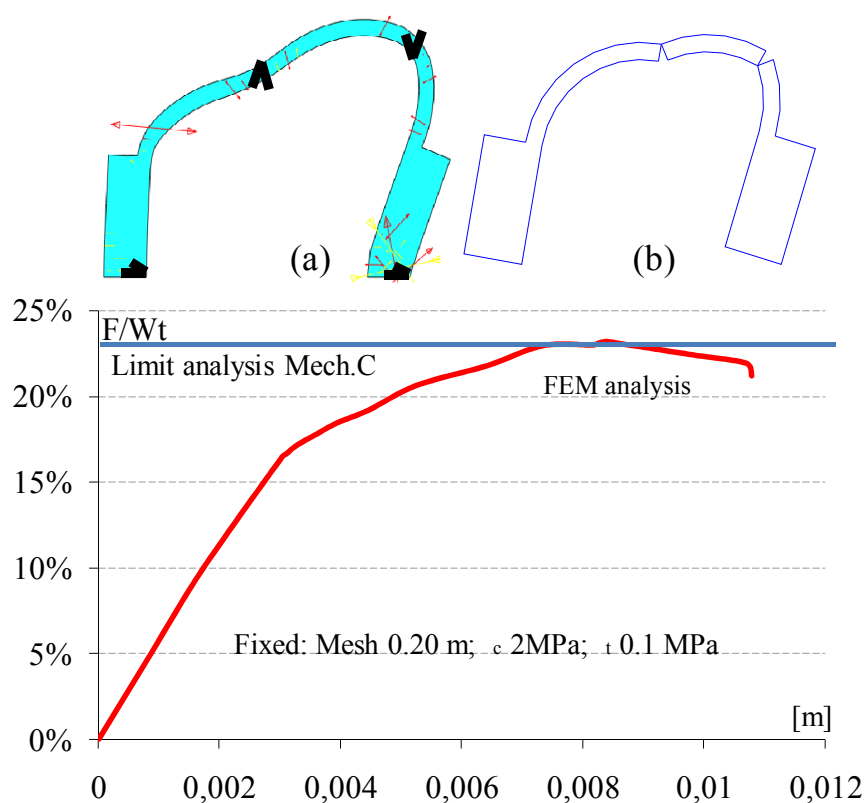 (a)
(b)
25%
F/Wt
Limit analysis Mech.C
FEM analysis
20%
15%
10%
Fixed: Mesh 0.20 m; c 2MPa; t 0.1 MPa
5%
[m]
0%
0 0,002 0,004 0,006 0,008 0,01 0,012